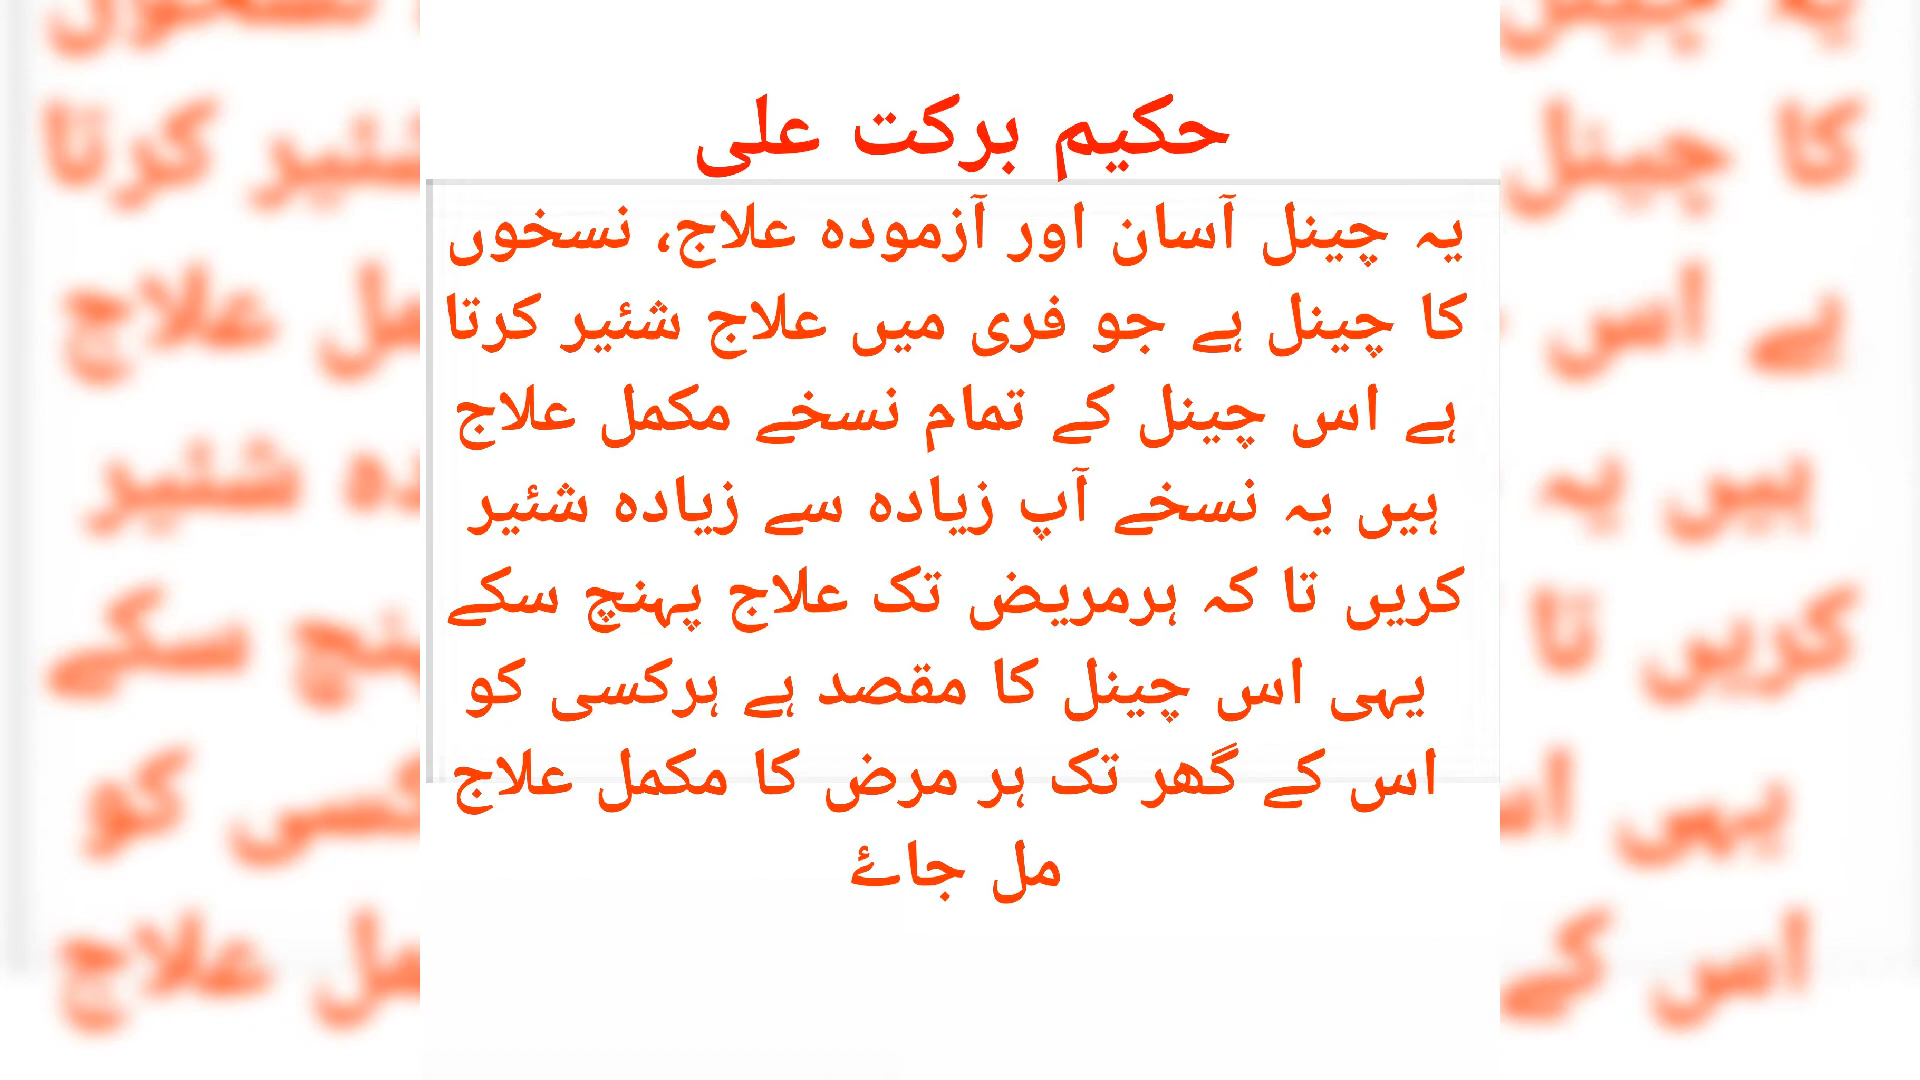 حکیم برکت علی
یہ چینل آسان اور آزمودہ علاج، نسخوں
کا چینل ہے جو فری میں علاج شئیر کرتا
ہے اس چینل کے تمام نسخے مکمل علاج
ہیں یہ نسخے آپ زیادہ سے زیادہ شئیر
کریں تا کہ ہرمریض تک علاج پہنچ سکے
یہی اس چینل کا مقصد ہے ہرکسی کو
اس کے گھر تک ہر مرض کا مکمل علاج
مل جاۓ